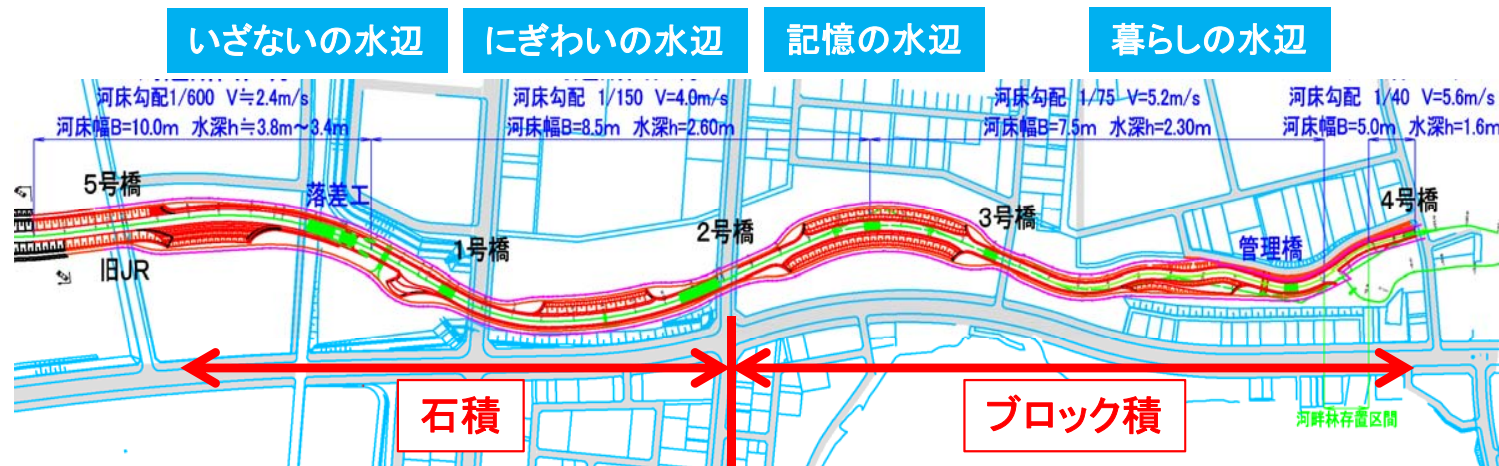 いざないの水辺
にぎわいの水辺
記憶の水辺
暮らしの水辺
河床勾配1/600 V≒2.4m/s
河床幅B=10.0m 水深h≒3.8m～3.4m
河床勾配 1/150 V=4.0m/s
河床幅B=8.5m 水深h=2.60m
河床勾配 1/75 V=5.2m/s
河床幅B=7.5m 水深h=2.30m
河床勾配 1/40 V=5.6m/s
河床幅B=5.0m 水深h=1.6m
5号橋
落差工
旧JR
1号橋
2号橋
3号橋
管理橋
4号橋
石積
ブロック積
河畔林存置区間